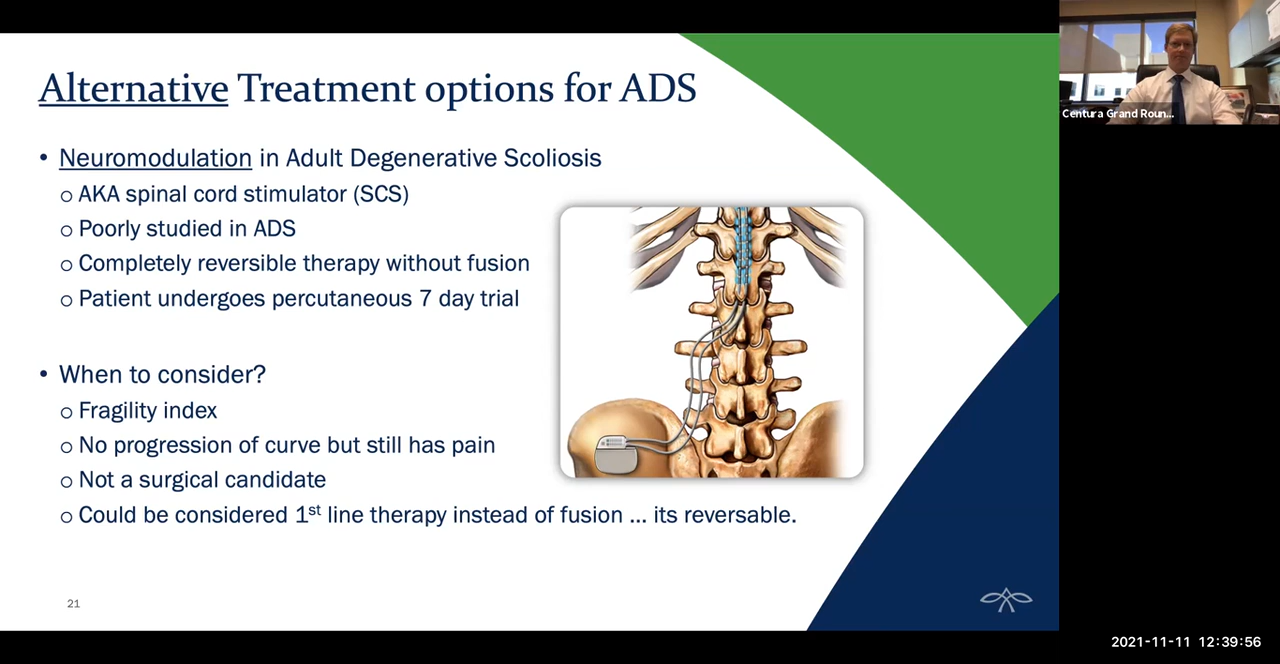 Alternative Treatment options for ADS
• Neuromodulation in Adult Degenerative Scoliosis
o AKA spinal cord stimulator (SCS)
o Poorly studied in ADS
o Completely reversible therapy without fusion
o Patient undergoes percutaneous 7 day trial
• When to consider?
o Fragility index
o No progression of curve but still has pain
o Not a surgical candidate
o Could be considered 1st line therapy instead of fusion ... its reversable.
21
Centura Grand Roun...
2021-11-11 12:39:56